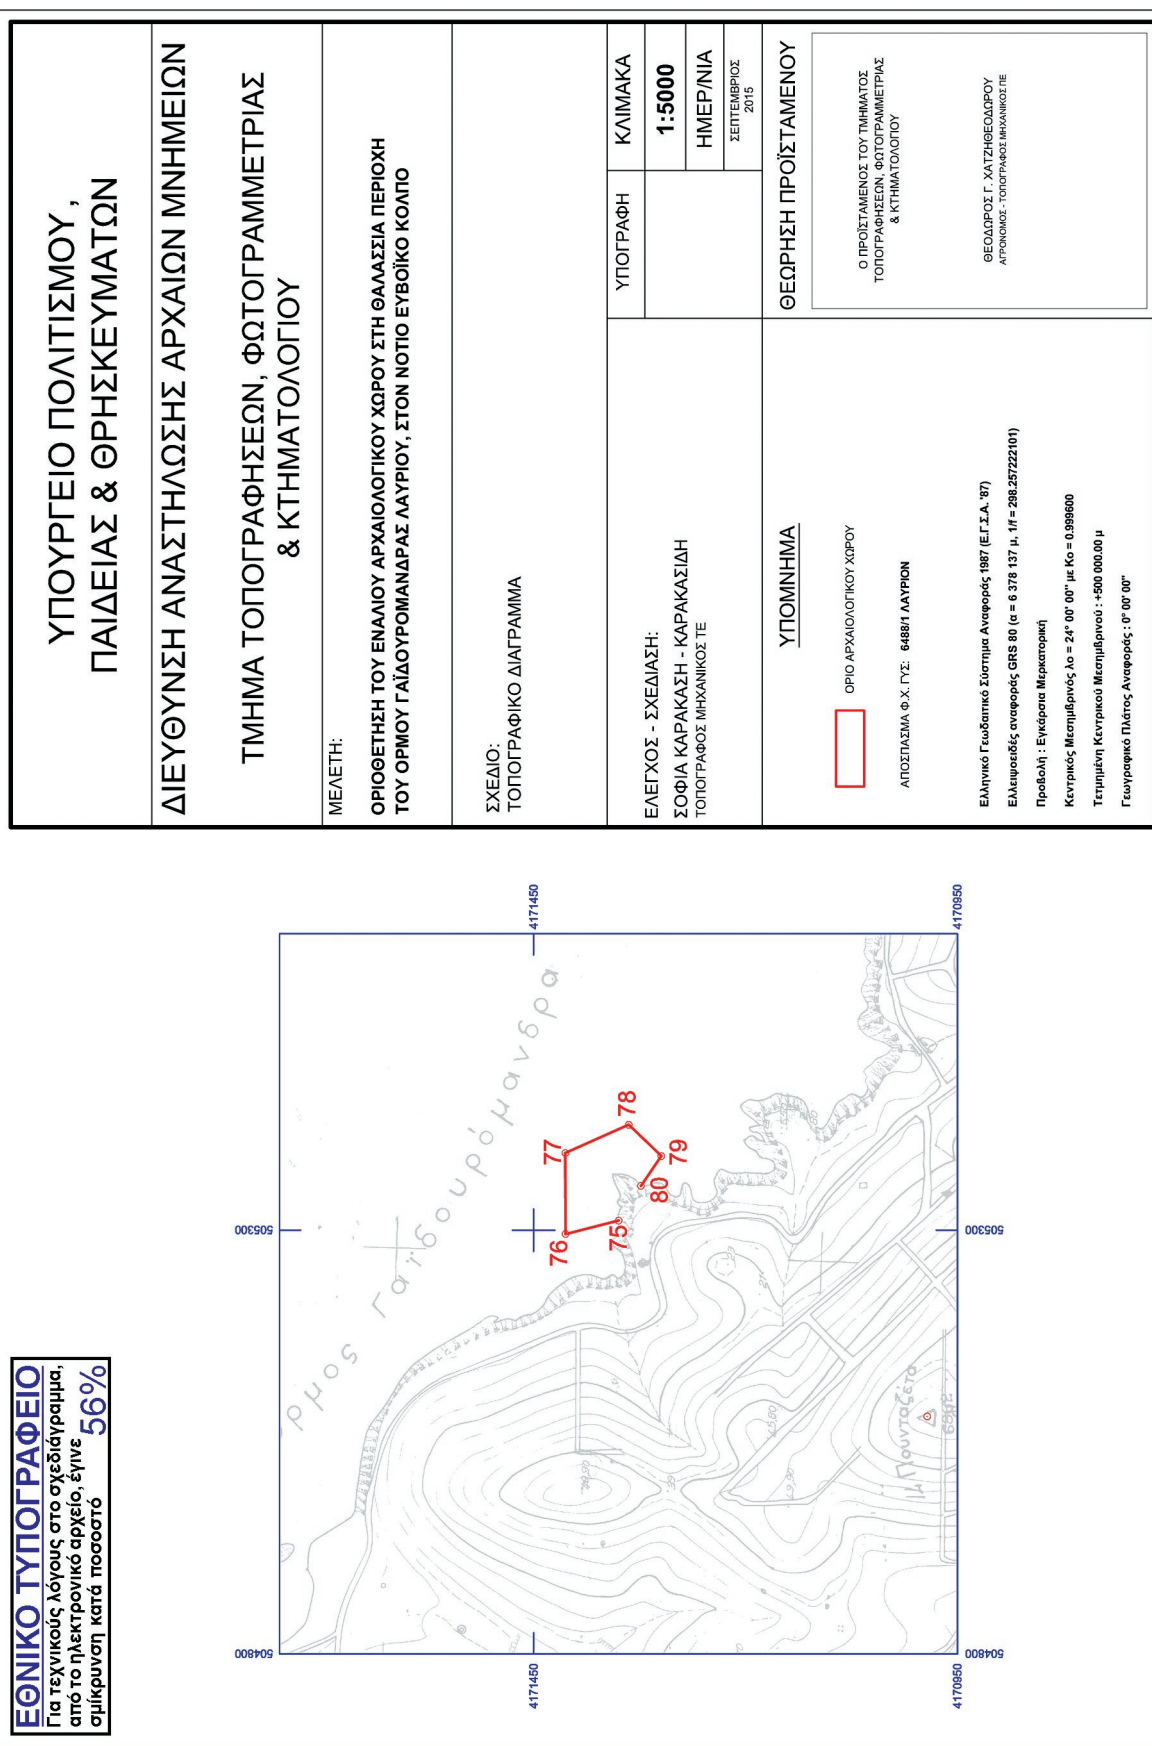 ΕΘΝΙΚΟ ΤΥΠΟΓΡΑΦΕΙΟ
Για τεχνικούς λόγους στο σχεδιάγραμμα,
από το ηλεκτρονικό αρχείο, έγινε
σμίκρυνση κατά ποσοστό 56%
ΥΠΟΥΡΓΕΙΟ ΠΟΛΙΤΙΣΜΟΥ,
ΠΑΙΔΕΙΑΣ & ΘΡΗΣΚΕΥΜΑΤΩΝ
ΔΙΕΥΘΥΝΣΗ ΑΝΑΣΤΗΛΩΣΗΣ ΑΡΧΑΙΩΝ ΜΝΗΜΕΙΩΝ
ΤΜΗΜΑ ΤΟΠΟΓΡΑΦΗΣΕΩΝ, ΦΩΤΟΓΡΑΜΜΕΤΡΙΑΣ
& ΚΤΗΜΑΤΟΛΟΓΙΟΥ
ΜΕΛΕΤΗ:
ΟΡΙΟΘΕΤΗΣΗ ΤΟΥ ΕΝΑΛΙΟΥ ΑΡΧΑΙΟΛΟΓΙΚΟΥ ΧΩΡΟΥ ΣΤΗ ΘΑΛΑΣΣΙΑ ΠΕΡΙΟΧΗ
ΤΟΥ ΟΡΜΟΥ ΓΑΪΔΟΥΡΟΜΑΝΔΡΑΣ ΛΑΥΡΙΟΥ, ΣΤΟΝ ΝΟΤΙΟ ΕΥΒΟΪΚΟ ΚΟΛΠΟ
ΣΧΕΔΙΟ:
ΤΟΠΟΓΡΑΦΙΚΟ ΔΙΑΓΡΑΜΜΑ
ΕΛΕΓΧΟΣ - ΣΧΕΔΙΑΣΗ:
ΣΟΦΙΑ ΚΑΡΑΚΑΣΗ - ΚΑΡΑΚΑΣΙΔΗ
ΤΟΠΟΓΡΑΦΟΣ ΜΗΧΑΝΙΚΟΣ ΤΕ
ΥΠΟΓΡΑΦΗ
ΚΛΙΜΑΚΑ
1:5000
ΗΜΕΡ/ΝΙΑ
ΣΕΠΤΕΜΒΡΙΟΣ
2015
ΥΠΟΜΝΗΜΑ
ΟΡΙΟ ΑΡΧΑΙΟΛΟΓΙΚΟΥ ΧΩΡΟΥ
ΑΠΟΣΠΑΣΜΑ Φ.Χ. ΓΥΣ: 6488/1 ΛΑΥΡΙΟΝ
Ελληνικό Γεωδαιτικό Σύστημα Αναφοράς 1987 (Ε.Γ.Σ.Α. '87)
Ελλειψοειδές αναφοράς GRS 80 (α = 6 378 137 μ, 1/f = 298.257222101)
Προβολή : Εγκάρσια Μερκατορική
Κεντρικός Μεσημβρινός λο = 24° 00' 00" με Κο = 0.999600
Τετμημένη Κεντρικού Μεσημβρινού : +500 000.00 μ
Γεωγραφικό Πλάτος Αναφοράς : 0° 00' 00"
ΘΕΩΡΗΣΗ ΠΡΟΪΣΤΑΜΕΝΟΥ
Ο ΠΡΟΪΣΤΑΜΕΝΟΣ ΤΟΥ ΤΜΗΜΑΤΟΣ
ΤΟΠΟΓΡΑΦΗΣΕΩΝ, ΦΩΤΟΓΡΑΜΜΕΤΡΙΑΣ
& ΚΤΗΜΑΤΟΛΟΓΙΟΥ
ΘΕΟΔΩΡΟΣ Γ. ΧΑΤΖΗΘΕΟΔΩΡΟΥ
ΑΓΡΟΝΟΜΟΣ - ΤΟΠΟΓΡΑΦΟΣ ΜΗΧΑΝΙΚΟΣ ΠΕ
504800
505300
4171450
4171450
ρμος Γαϊδουρόμανδρα
76
77
75
78
80
79
Πουνταζέζα
4170950
4170950
504800
505300